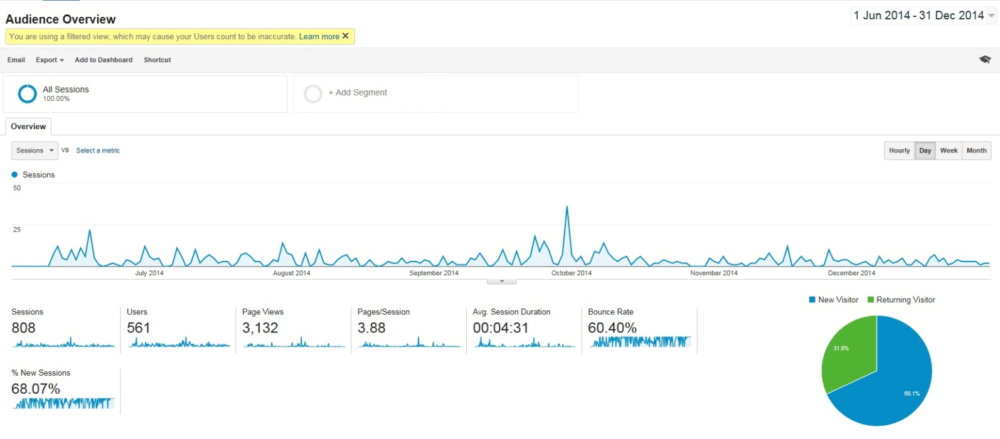 Audience Overview
1 Jun 2014 - 31 Dec 2014
You are using a filtered view, which may cause your Users count to be inaccurate. Learn more ✕
Email Export Add to Dashboard Shortcut
All Sessions
100.00%
+ Add Segment
Overview
Sessions VS Select a metric
Hourly Day Week Month
Sessions
50
25
July 2014 August 2014 September 2014 October 2014 November 2014 December 2014
New Visitor Returning Visitor
Sessions
808
Users
561
Page Views
3,132
Pages/Session
3.88
Avg. Session Duration
00:04:31
Bounce Rate
60.40%
% New Sessions
68.07%
31.9%
68.1%